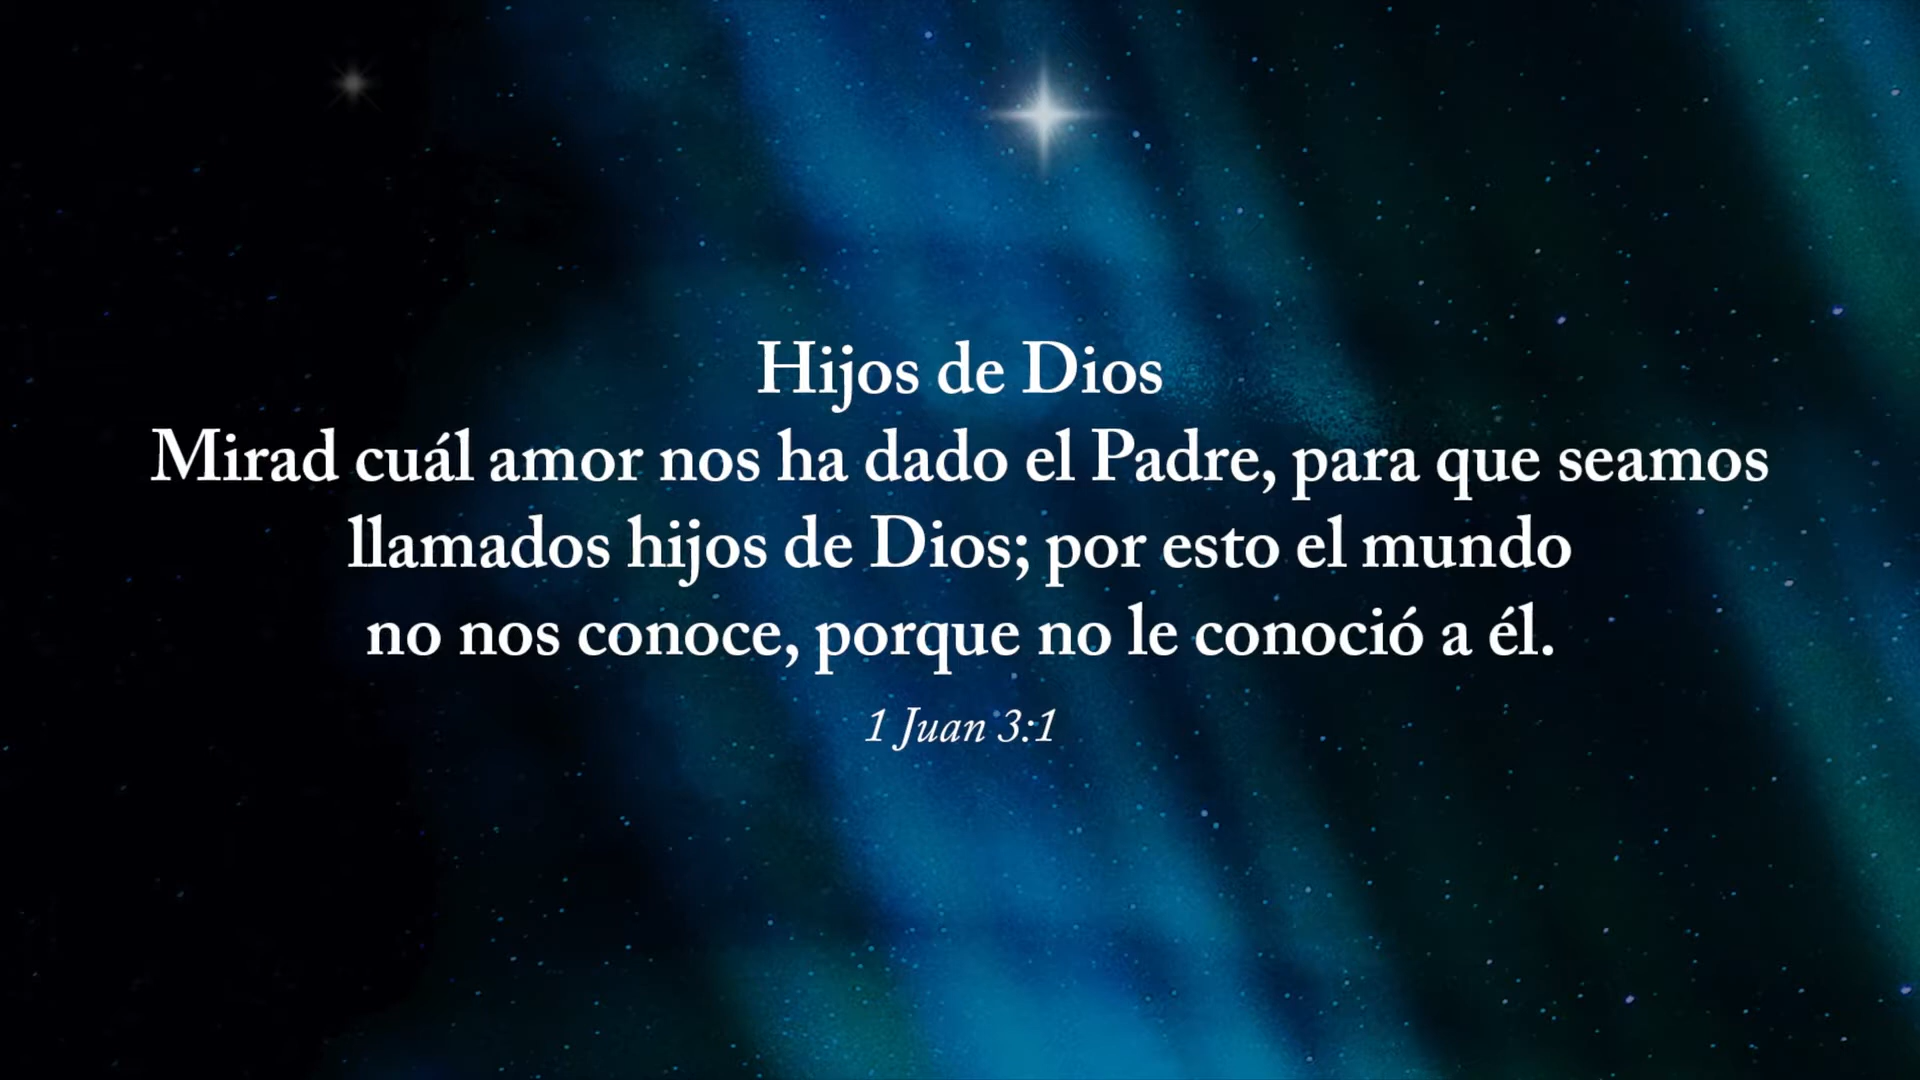 Hijos de Dios
Mirad cuál amor nos ha dado el Padre, para que seamos
llamados hijos de Dios; por esto el mundo
no nos conoce, porque no le conoció a él.
1 Juan 3:1